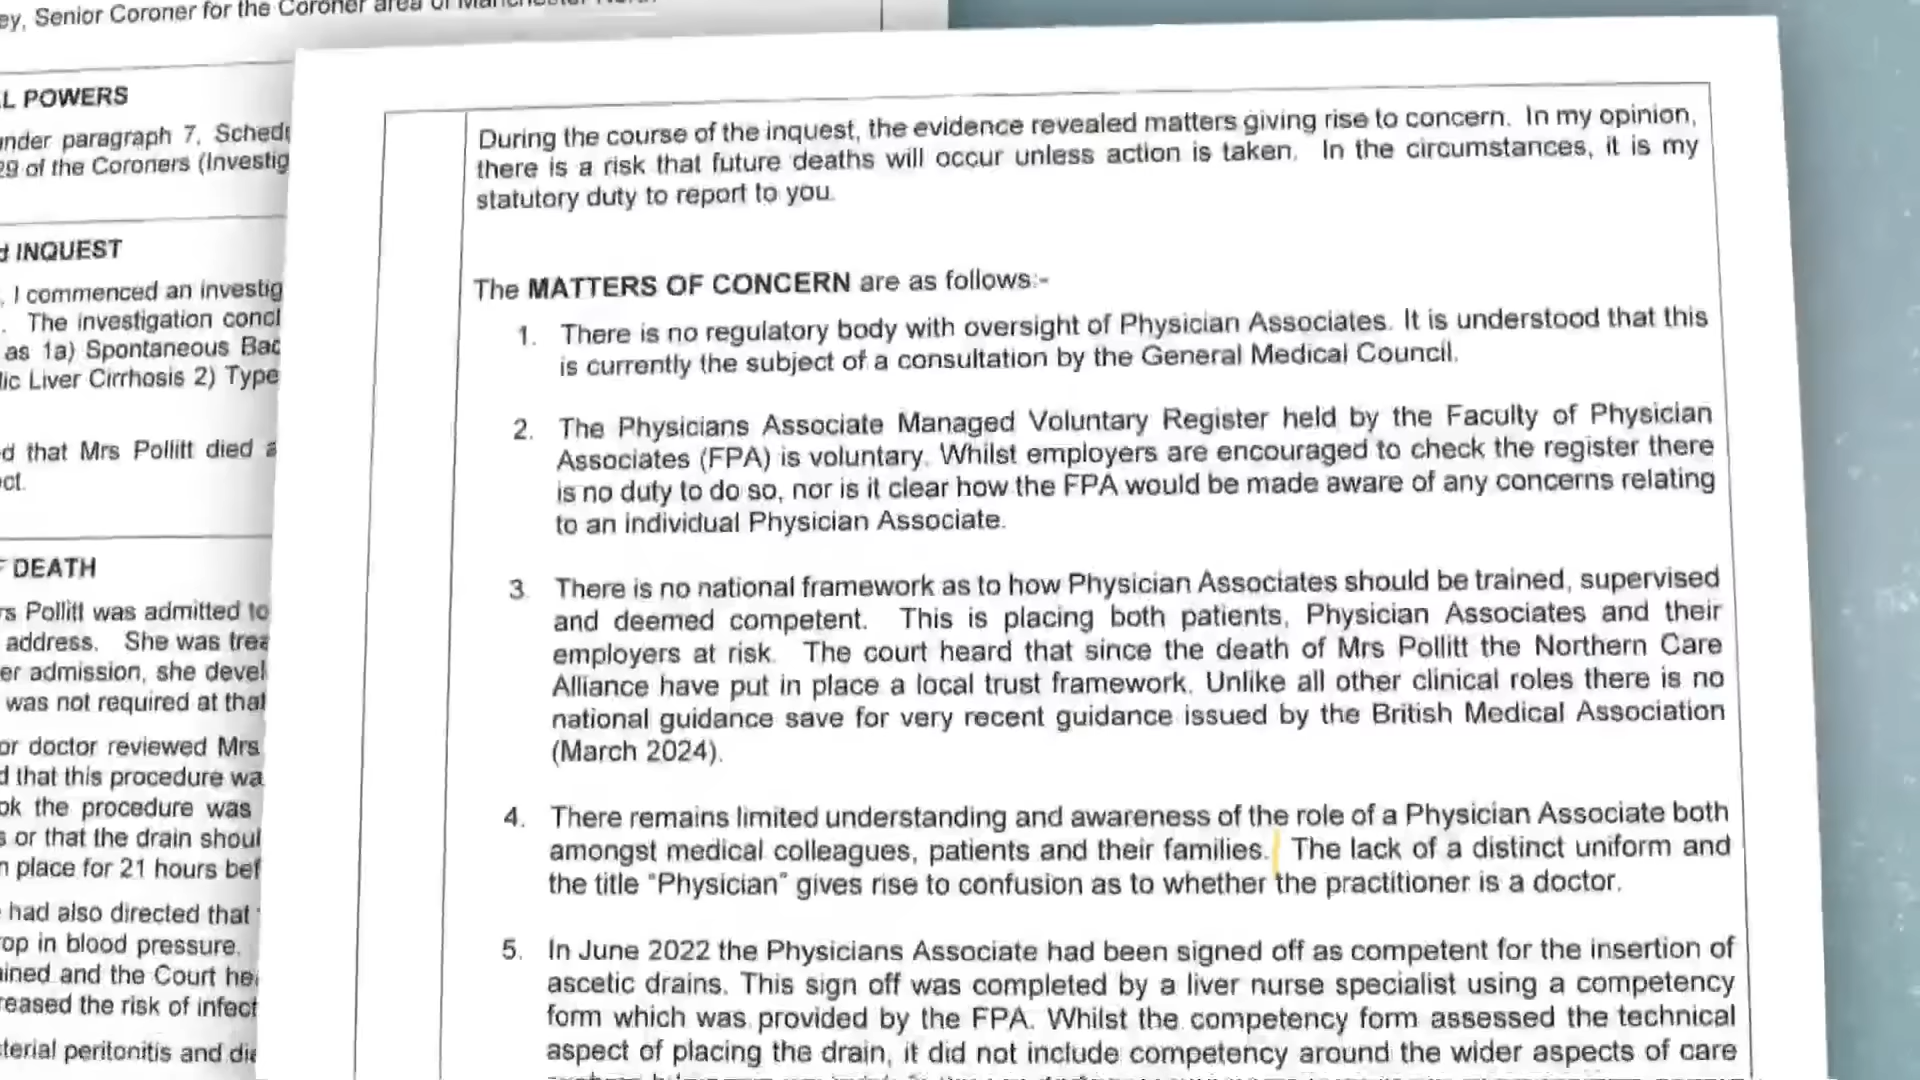 ey, Senior Coroner for the Coroner area of Manchester North
L POWERS
under paragraph 7, Schedu
29 of the Coroners (Investig
d INQUEST
, I commenced an investig
. The investigation concl
as 1a) Spontaneous Bac
lic Liver Cirrhosis 2) Type
d that Mrs Pollitt died a
ct.
F DEATH
rs Pollitt was admitted to
address. She was trea
er admission, she devel
was not required at that
or doctor reviewed Mrs
d that this procedure wa
ok the procedure was
s or that the drain shoul
n place for 21 hours bef
had also directed that
rop in blood pressure.
ained and the Court he
reased the risk of infect
terial peritonitis and die
During the course of the inquest, the evidence revealed matters giving rise to concern. In my opinion,
there is a risk that future deaths will occur unless action is taken. In the circumstances, it is my
statutory duty to report to you.
The MATTERS OF CONCERN are as follows:-
1. There is no regulatory body with oversight of Physician Associates. It is understood that this
is currently the subject of a consultation by the General Medical Council.
2. The Physicians Associate Managed Voluntary Register held by the Faculty of Physician
Associates (FPA) is voluntary. Whilst employers are encouraged to check the register there
is no duty to do so, nor is it clear how the FPA would be made aware of any concerns relating
to an individual Physician Associate.
3. There is no national framework as to how Physician Associates should be trained, supervised
and deemed competent. This is placing both patients, Physician Associates and their
employers at risk. The court heard that since the death of Mrs Pollitt the Northern Care
Alliance have put in place a local trust framework. Unlike all other clinical roles there is no
national guidance save for very recent guidance issued by the British Medical Association
(March 2024).
4. There remains limited understanding and awareness of the role of a Physician Associate both
amongst medical colleagues, patients and their families. The lack of a distinct uniform and
the title "Physician" gives rise to confusion as to whether the practitioner is a doctor.
5. In June 2022 the Physicians Associate had been signed off as competent for the insertion of
ascetic drains. This sign off was completed by a liver nurse specialist using a competency
form which was provided by the FPA. Whilst the competency form assessed the technical
aspect of placing the drain, it did not include competency around the wider aspects of care